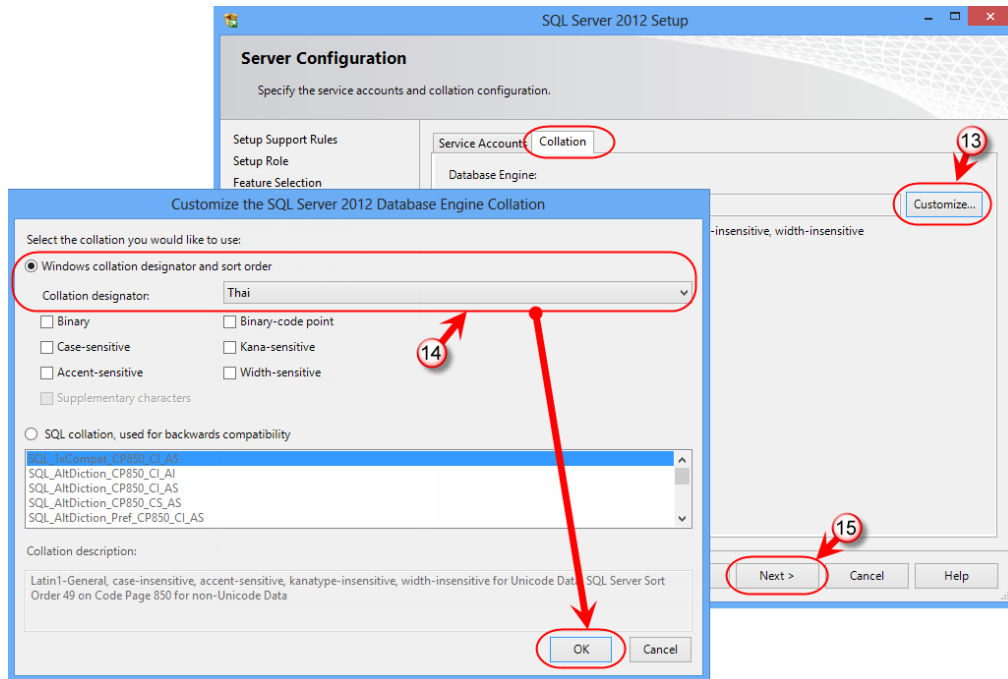 SQL Server 2012 Setup
Server Configuration
Specify the service accounts and collation configuration.
Setup Support Rules
Setup Role
Feature Selection
Service Accounts
Collation
13
Database Engine:
Customize...
-insensitive, width-insensitive
Customize the SQL Server 2012 Database Engine Collation
Select the collation you would like to use:
Windows collation designator and sort order
Collation designator:
Thai
Binary
Binary-code point
Case-sensitive
Kana-sensitive
14
Accent-sensitive
Width-sensitive
Supplementary characters
SQL collation, used for backwards compatibility
SQL_1xCompat_CP850_CI_AS
SQL_AltDiction_CP850_CI_AI
SQL_AltDiction_CP850_CI_AS
SQL_AltDiction_CP850_CS_AS
SQL_AltDiction_Pref_CP850_CI_AS
Collation description:
Latin1-General, case-insensitive, accent-sensitive, kanatype-insensitive, width-insensitive for Unicode Data, SQL Server Sort
Order 49 on Code Page 850 for non-Unicode Data
OK
Cancel
15
Next >
Cancel
Help